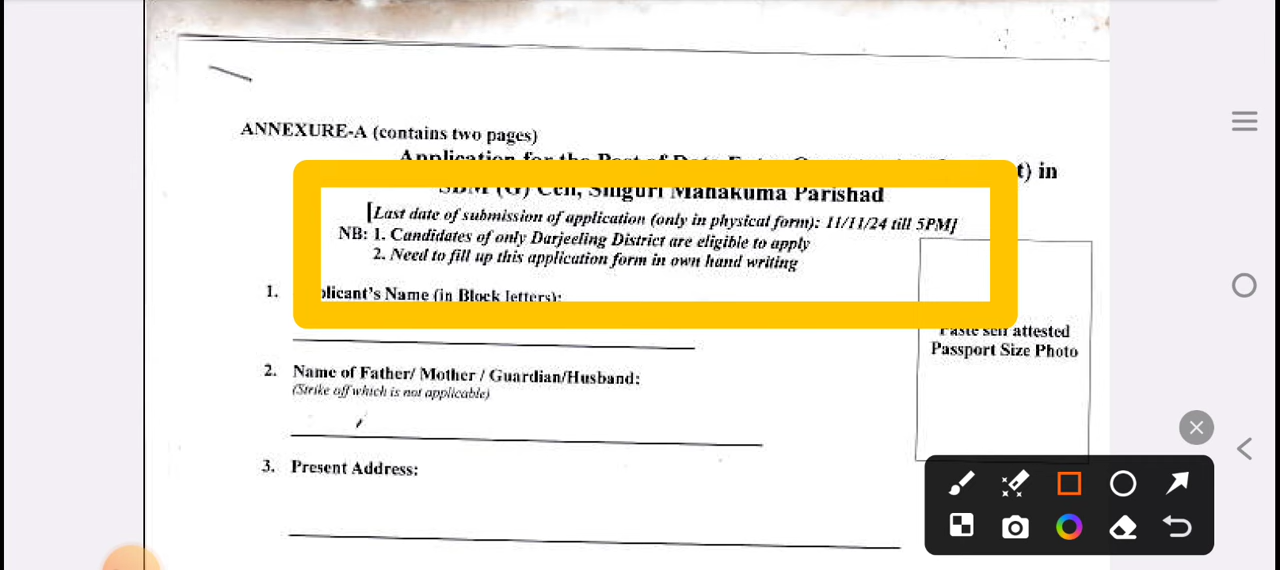 ANNEXURE-A (contains two pages)
t) in
Siliguri Mahakuma Parishad
[Last date of submission of application (only in physical form): 11/11/24 till 5PM]
NB: 1. Candidates of only Darjeeling District are eligible to apply
2. Need to fill up this application form in own hand writing
1. plicant's Name (in Block letters):
Paste self attested
Passport Size Photo
2. Name of Father/ Mother / Guardian/Husband:
(Strike off which is not applicable)
3. Present Address: